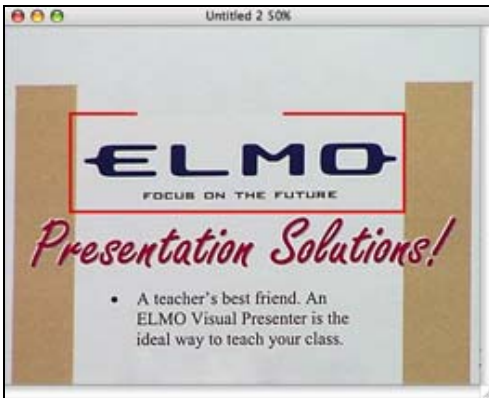 Untitled 2 50%
ELMO
FOCUS ON THE FUTURE
Presentation Solutions!
• A teacher's best friend. An
ELMO Visual Presenter is the
ideal way to teach your class.